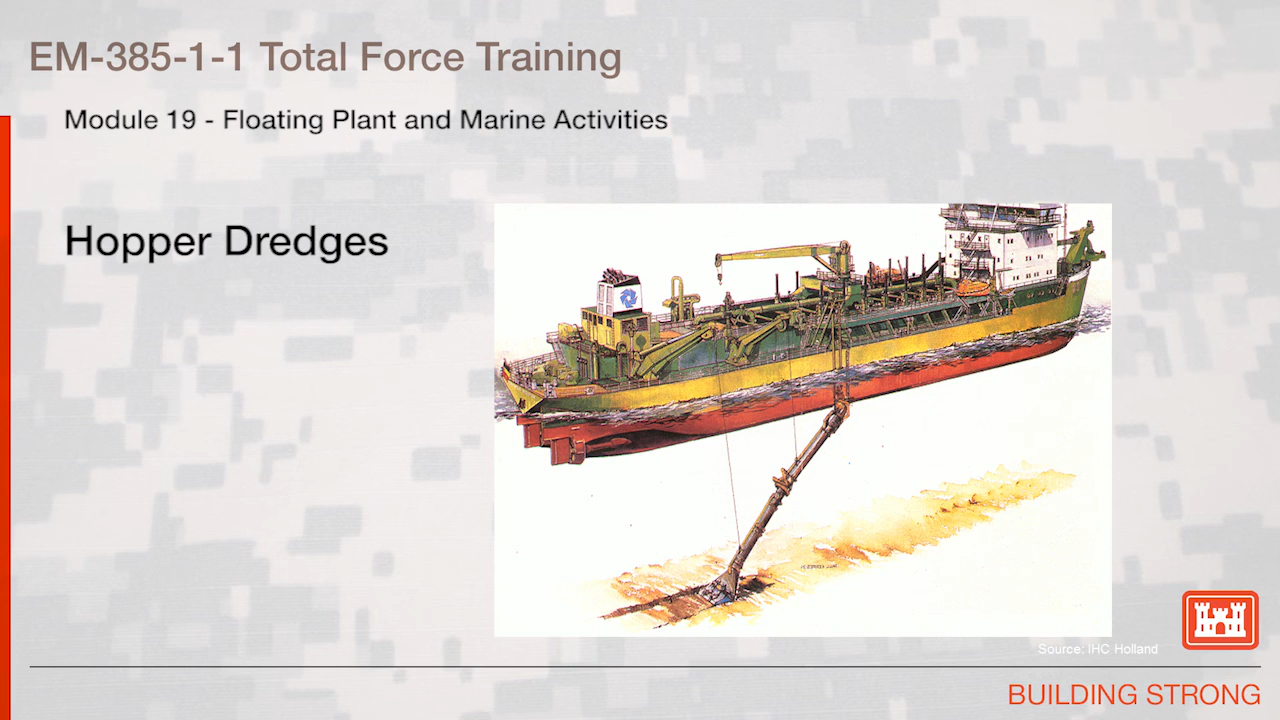 EM-385-1-1 Total Force Training
Module 19 - Floating Plant and Marine Activities
Hopper Dredges
Source: IHC Holland
BUILDING STRONG